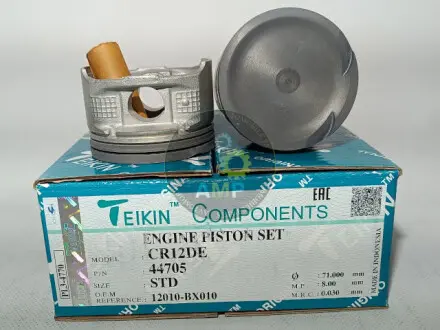 AMP
TEIKIN COMPONENTS
EAC
ENGINE PISTON SET
MODEL : CR12DE
P/N : 44705
SIZE : STD
O.P.M
REFERENCE : 12010-BX010
Ø : 71.000 mm
M.P : 8.00 mm
M.R.C : 0.030 mm
MADE IN INDONESIA